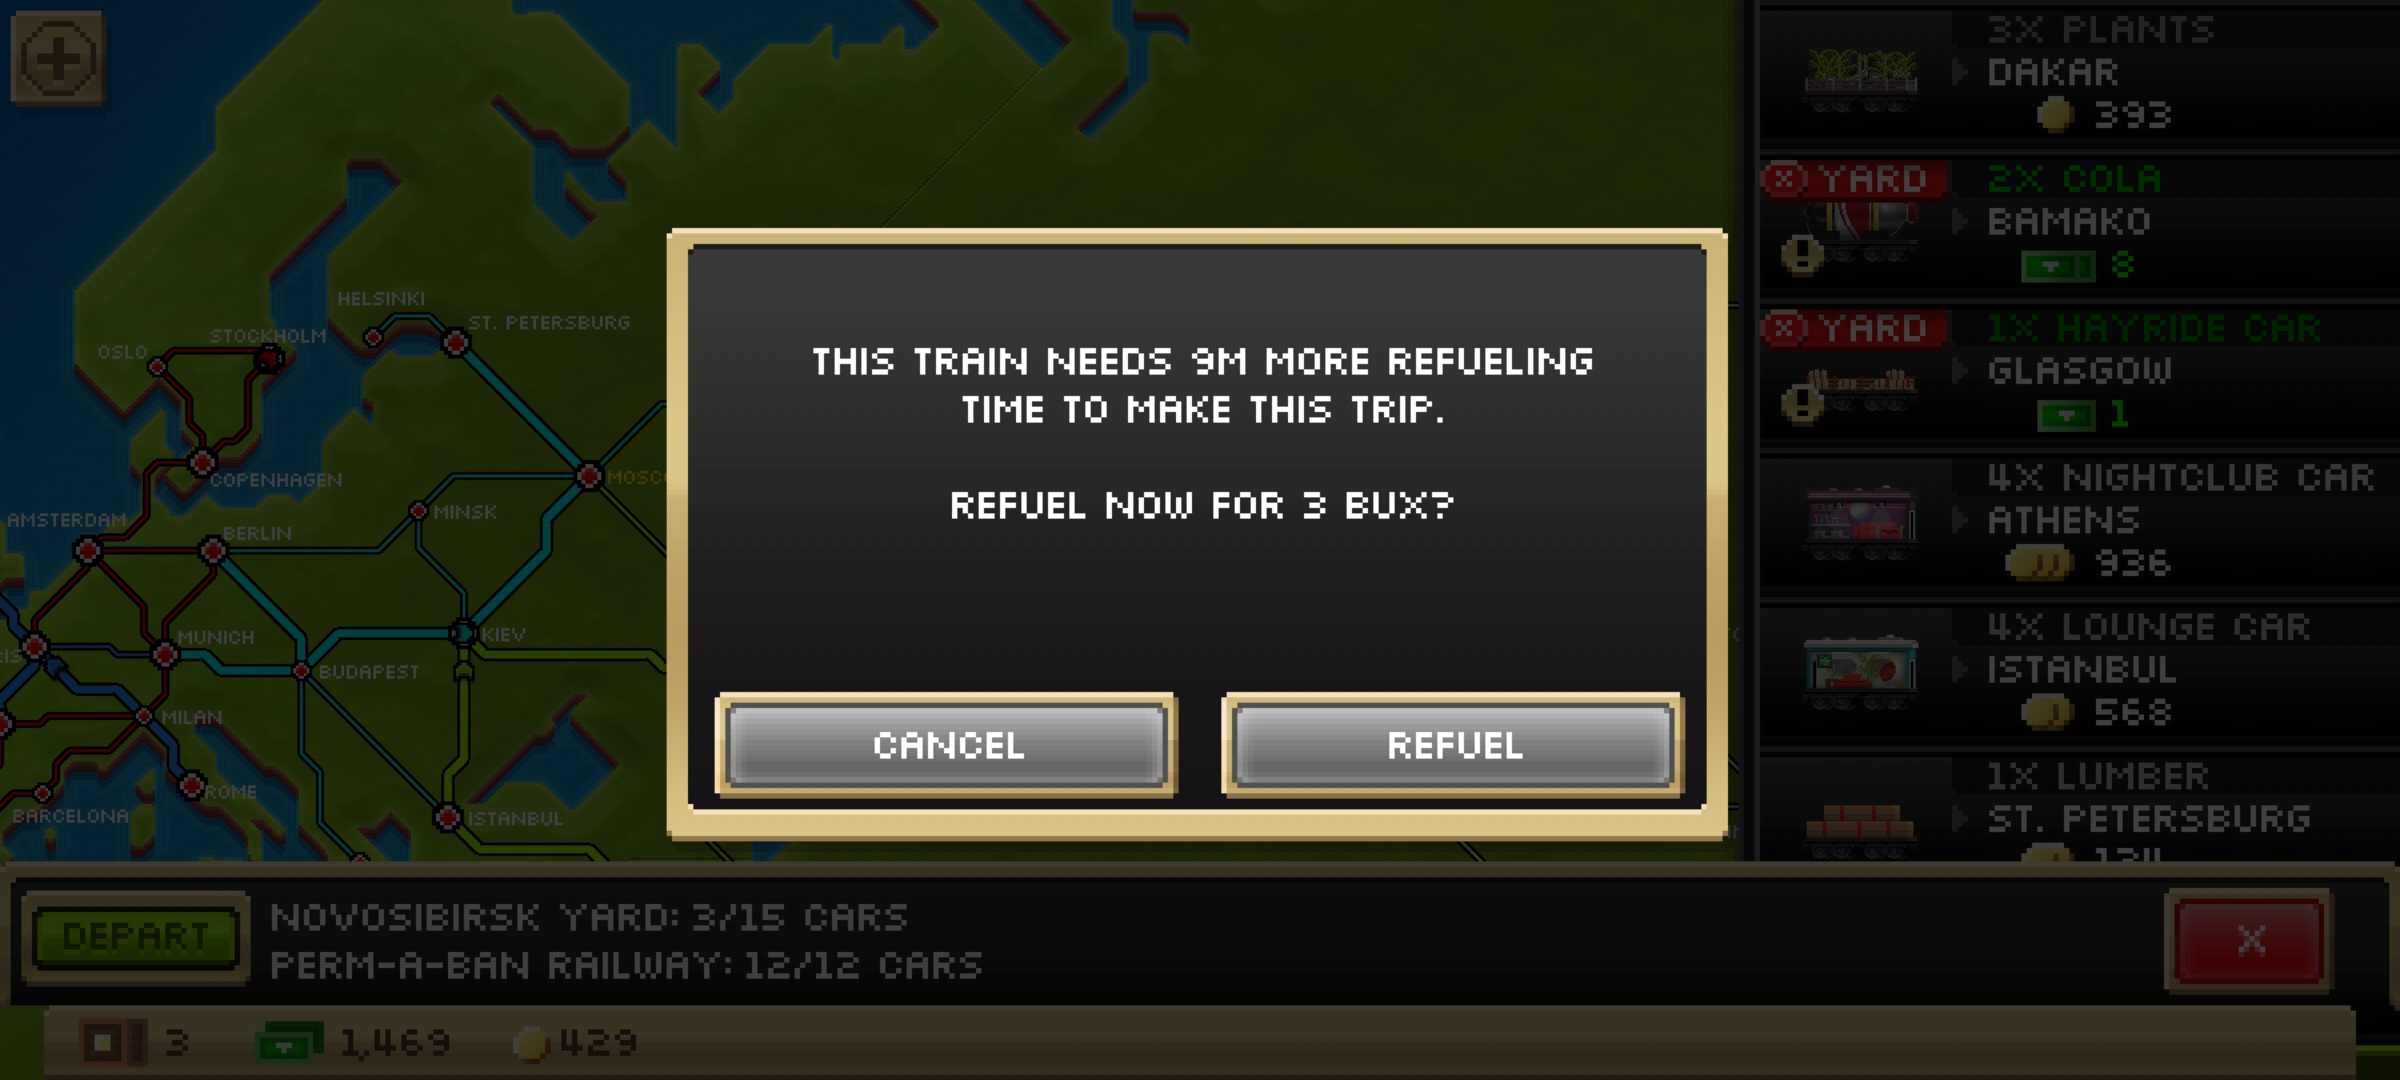 3X PLANTS
DAKAR
393
YARD
2X COLA
BAMAKO
8
YARD
1X HAYRIDE CAR
GLASGOW
1
4X NIGHTCLUB CAR
ATHENS
936
4X LOUNGE CAR
ISTANBUL
568
1X LUMBER
ST. PETERSBURG
HELSINKI
ST. PETERSBURG
STOCKHOLM
OSLO
COPENHAGEN
AMSTERDAM
BERLIN
MINSK
MUNICH
KIEV
BUDAPEST
MILAN
ROME
BARCELONA
ISTANBUL
THIS TRAIN NEEDS 9M MORE REFUELING
TIME TO MAKE THIS TRIP.
REFUEL NOW FOR 3 BUX?
CANCEL
REFUEL
DEPART
NOVOSIBIRSK YARD: 3/15 CARS
PERM-A-BAN RAILWAY: 12/12 CARS
X
3
1,469
429